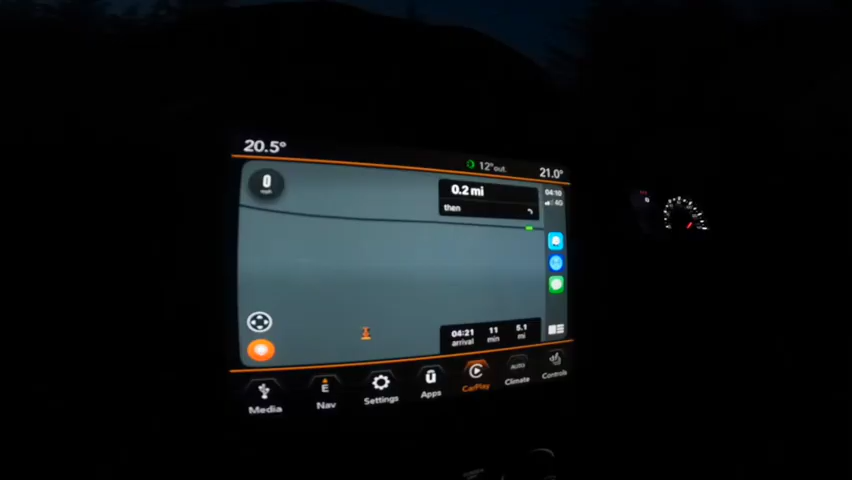 20.5°
12° out.
21.0°
0
mph
0.2 mi
then
04:10
4G
04:21
arrival
11
min
5.1
mi
Media
E
Nav
Settings
Apps
CarPlay
AUTO
Climate
Controls